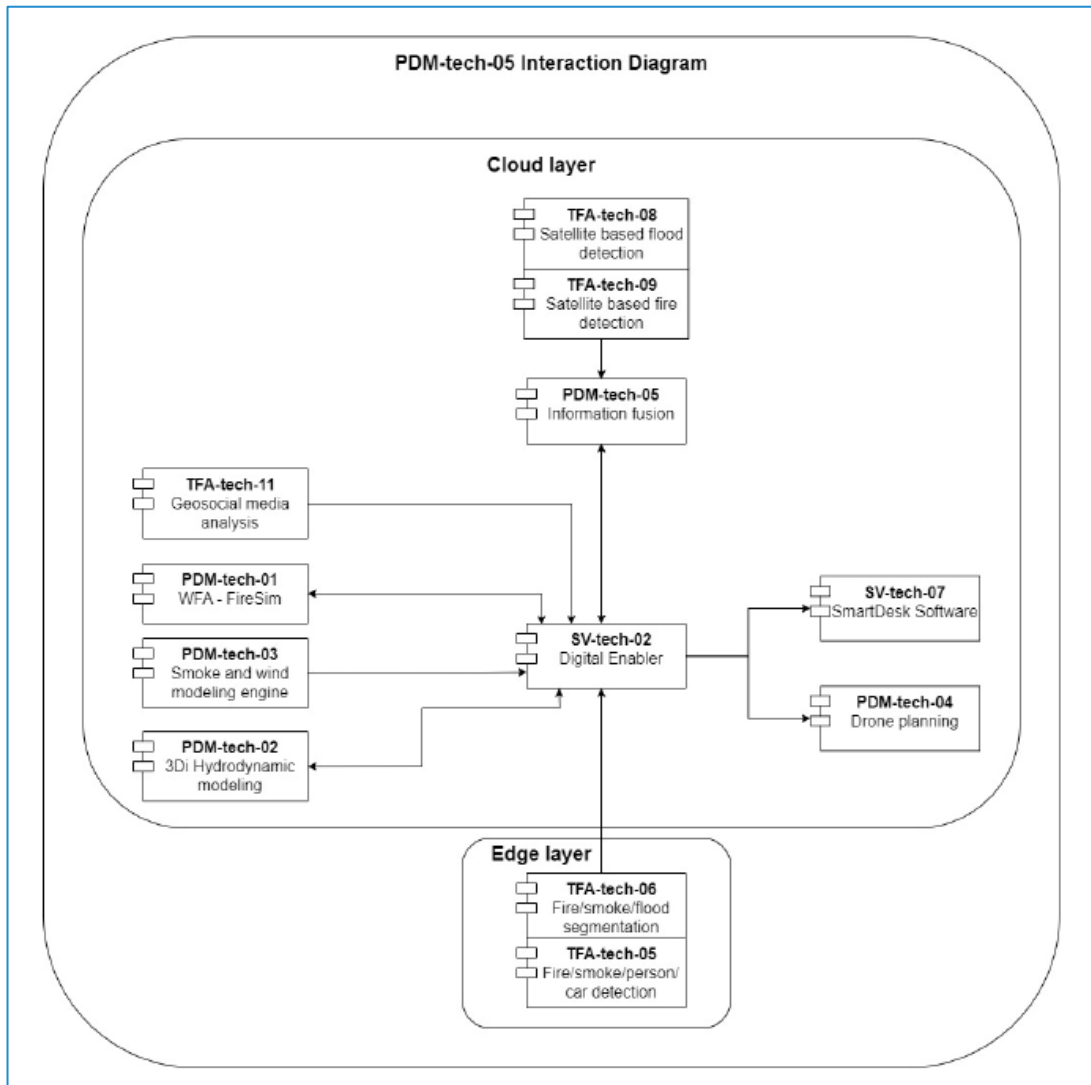 PDM-tech-05 Interaction Diagram
Cloud layer
TFA-tech-08
Satellite based flood
detection
TFA-tech-09
Satellite based fire
detection
PDM-tech-05
Information fusion
TFA-tech-11
Geosocial media
analysis
PDM-tech-01
WFA - FireSim
PDM-tech-03
Smoke and wind
modeling engine
PDM-tech-02
3Di Hydrodynamic
modeling
SV-tech-02
Digital Enabler
SV-tech-07
SmartDesk Software
PDM-tech-04
Drone planning
Edge layer
TFA-tech-06
Fire/smoke/flood
segmentation
TFA-tech-05
Fire/smoke/person/
car detection